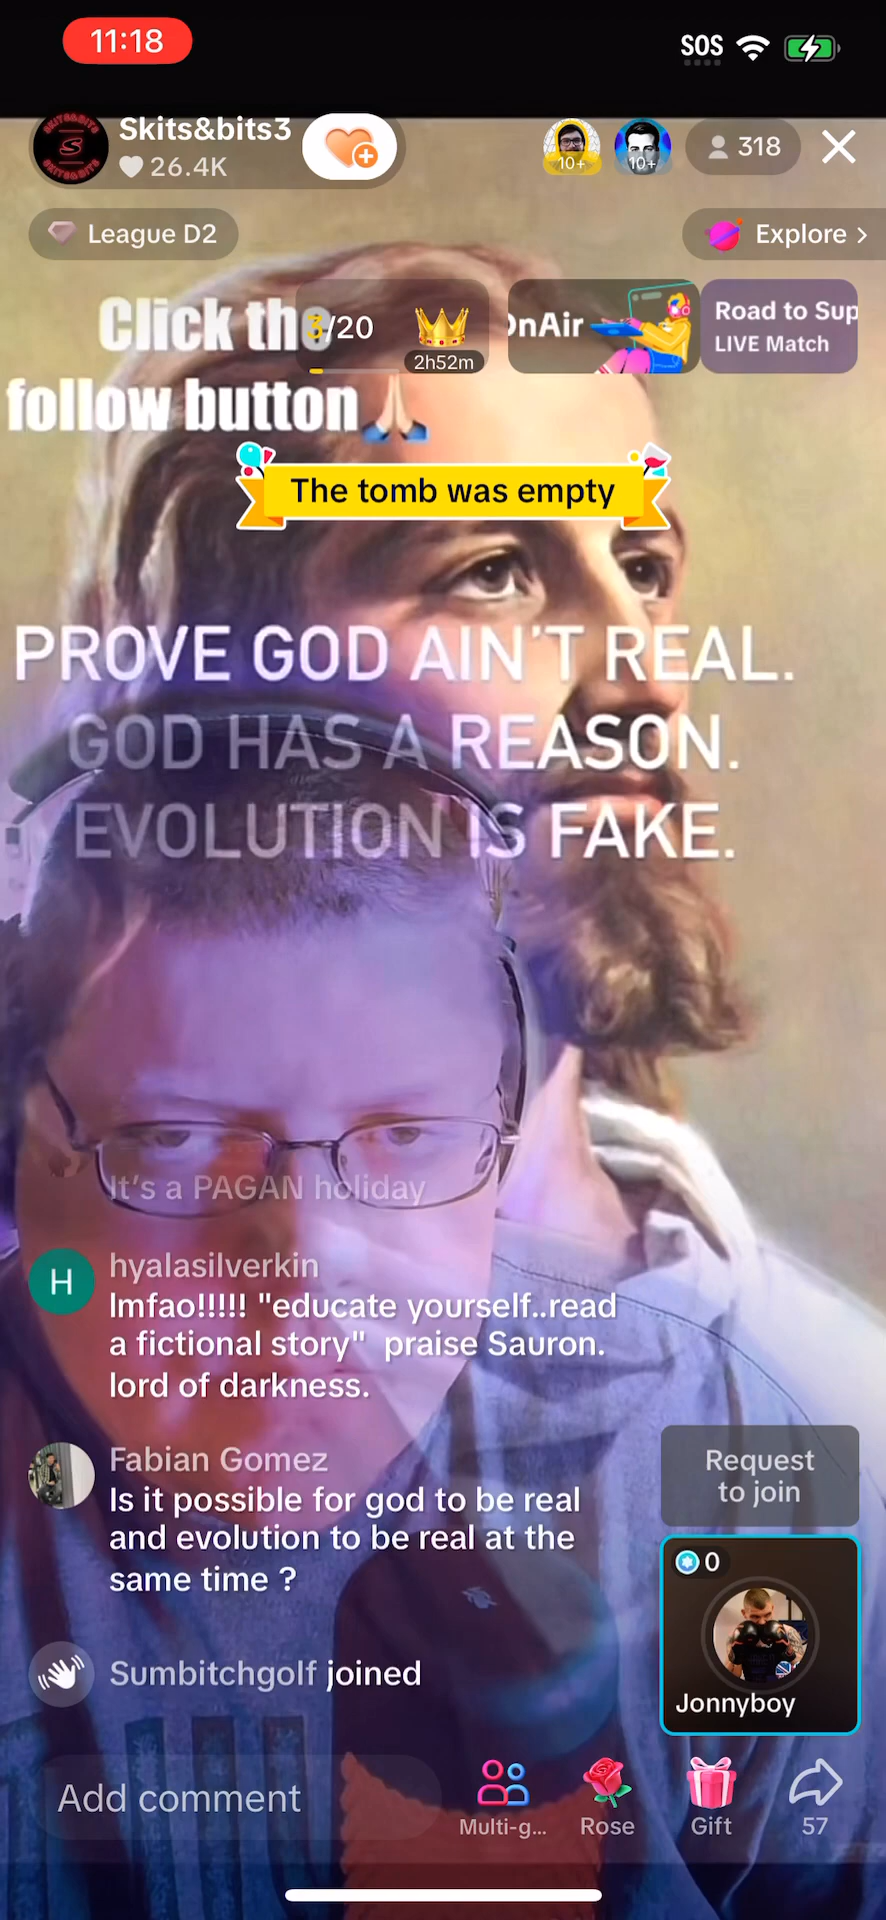 11:18
SOS
Skits&bits3
26.4K
10+
10+
318
League D2
Explore >
Click the
3/20
2h52m
OnAir
Road to Sup
LIVE Match
follow button🙏🏻
The tomb was empty
PROVE GOD AIN'T REAL.
GOD HAS A REASON.
EVOLUTION IS FAKE.
It's a PAGAN holiday
H
hyalasilverkin
lmfao!!!!! "educate yourself..read
a fictional story" praise Sauron.
lord of darkness.
Fabian Gomez
Is it possible for god to be real
and evolution to be real at the
same time ?
Request
to join
0
Jonnyboy
Sumbitchgolf joined
Add comment
Multi-g...
Rose
Gift
57